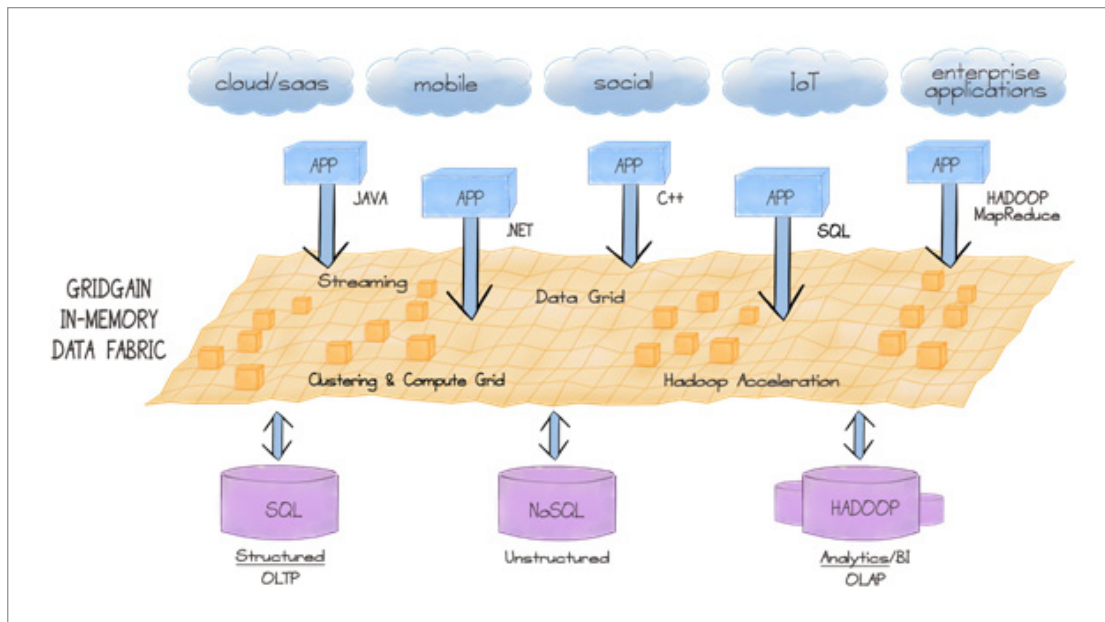 cloud/saas
mobile
social
IoT
enterprise
applications
APP
JAVA
APP
.NET
APP
C++
APP
SQL
APP
HADOOP
MapReduce
GRIDGAIN
IN-MEMORY
DATA FABRIC
Streaming
Data Grid
Clustering & Compute Grid
Hadoop Acceleration
SQL
Structured
OLTP
NoSQL
Unstructured
HADOOP
Analytics/BI
OLAP